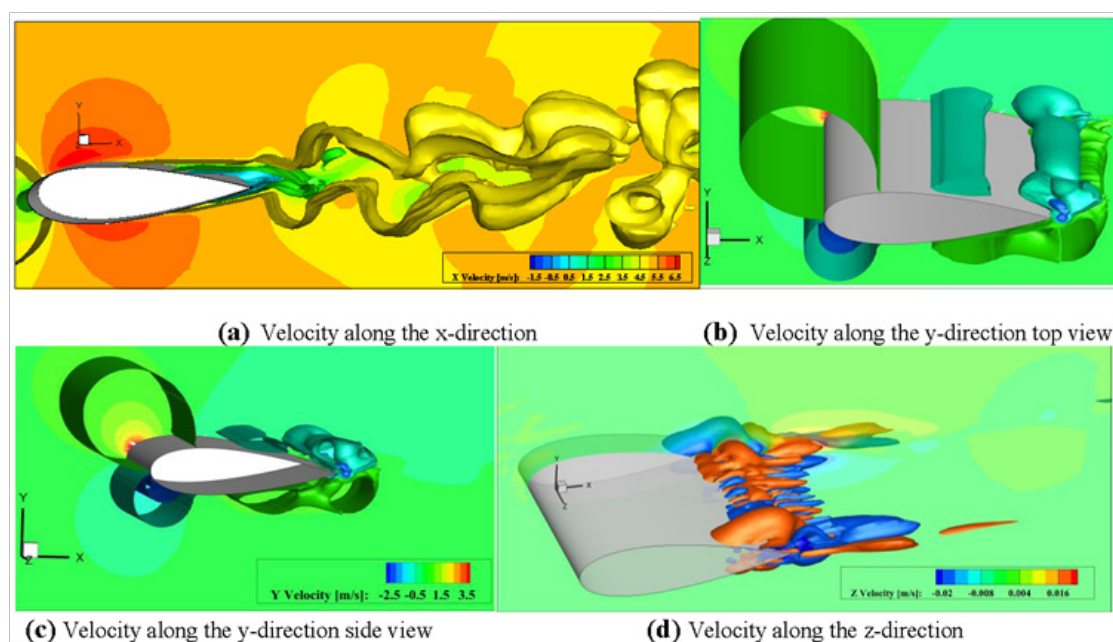 Y
X
Z
X Velocity [m/s]: -1.5 -0.5 0.5 1.5 2.5 3.5 4.5 5.5 6.5
Y
X
Z
(a) Velocity along the x-direction
(b) Velocity along the y-direction top view
Y
X
Z
Y Velocity [m/s]: -2.5 -0.5 1.5 3.5
Y
X
Z
Z Velocity [m/s]: -0.02 -0.008 0.004 0.016
(c) Velocity along the y-direction side view
(d) Velocity along the z-direction